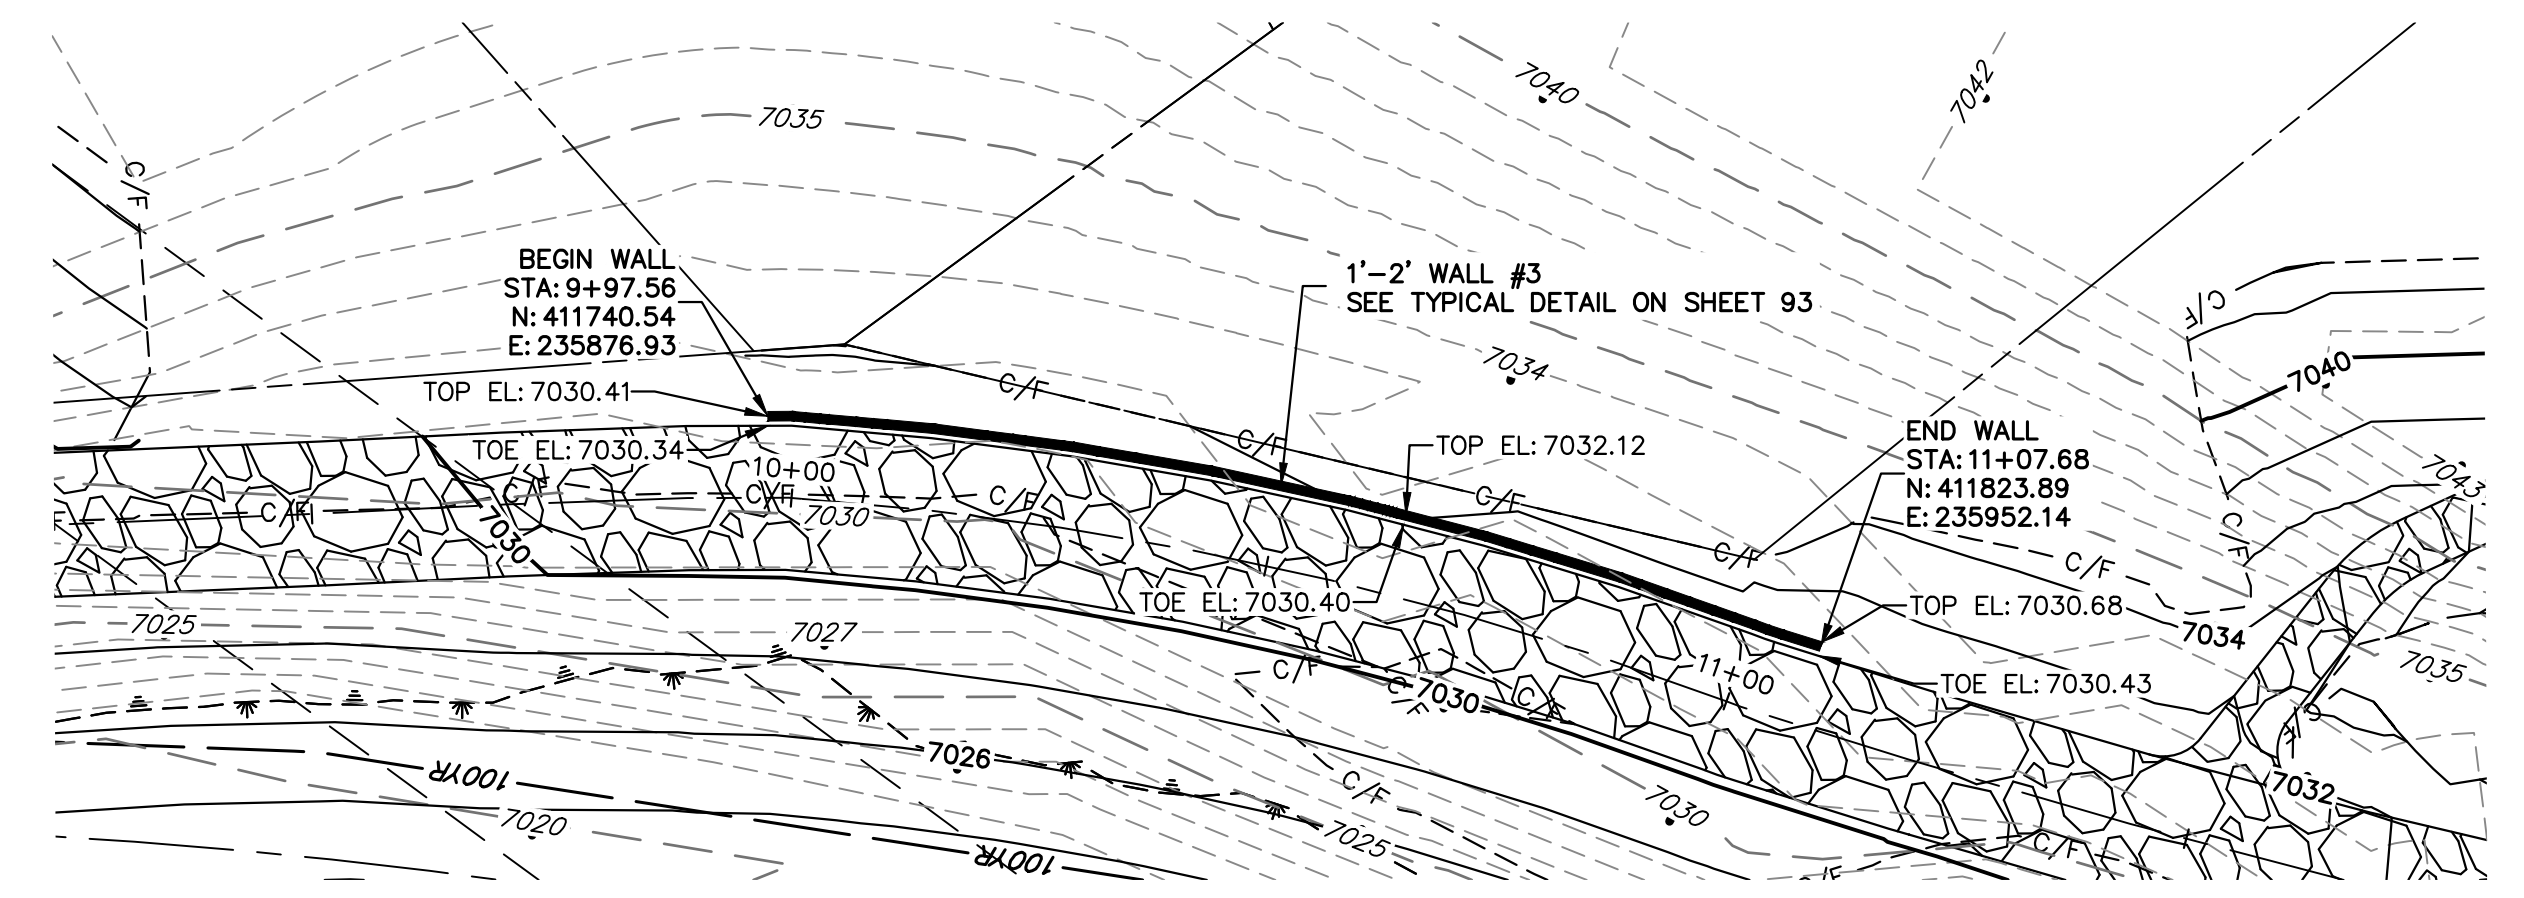 7040
7042
7035
C/F
BEGIN WALL
STA: 9+97.56
N: 411740.54
E: 235876.93
1'-2' WALL #3
SEE TYPICAL DETAIL ON SHEET 93
C/F
7034
7040
TOP EL: 7030.41
C/F
C/F
TOP EL: 7032.12
END WALL
STA: 11+07.68
N: 411823.89
E: 235952.14
TOE EL: 7030.34
10+00
7043
C/F
C/F
C/F
C/F
C/F
7030
7030
C/F
C/F
C/F
TOE EL: 7030.40
TOP EL: 7030.68
7025
7027
7034
C/F
11+00
7035
TOE EL: 7030.43
C/F
7030
C/F
7026
100YR
C/F
7032
7030
7020
7025
100YR
C/F